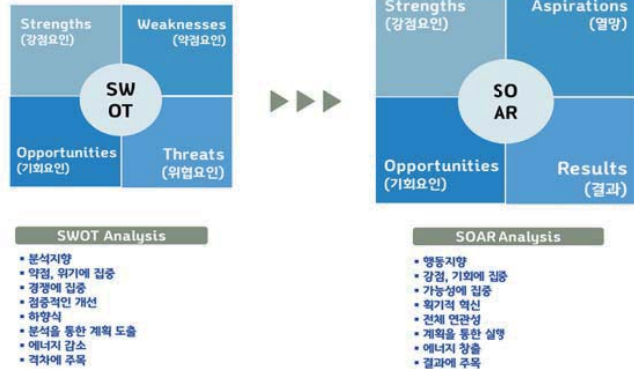 Strengths
(강점요인)
Weaknesses
(약점요인)
SW
OT
Opportunities
(기회요인)
Threats
(위협요인)
Strengths
(강점요인)
Aspirations
(열망)
SO
AR
Opportunities
(기회요인)
Results
(결과)
SWOT Analysis
▪ 분석지향
▪ 약점, 위기에 집중
▪ 경쟁에 집중
▪ 점증적인 개선
▪ 하향식
▪ 분석을 통한 계획 도출
▪ 에너지 감소
▪ 격차에 주목
SOAR Analysis
▪ 행동지향
▪ 강점, 기회에 집중
▪ 가능성에 집중
▪ 획기적 혁신
▪ 전체 연관성
▪ 계획을 통한 실행
▪ 에너지 창출
▪ 결과에 주목